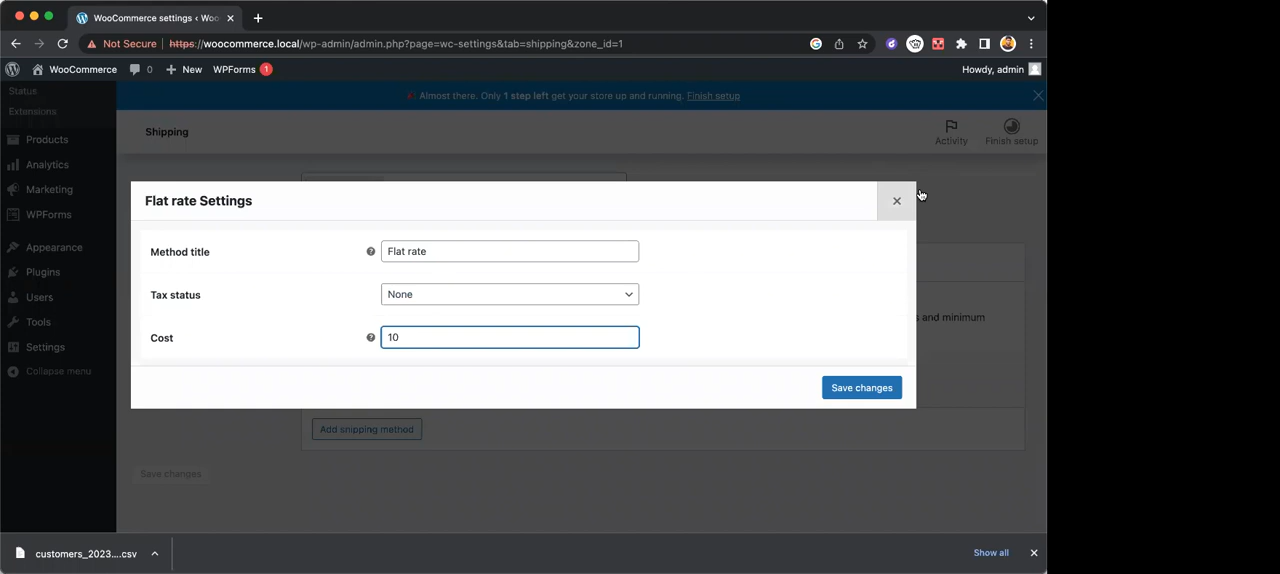 WooCommerce settings ‹ Woo
Not Secure https://woocommerce.local/wp-admin/admin.php?page=wc-settings&tab=shipping&zone_id=1
WooCommerce 0 New WPForms 1 Howdy, admin
Status
Extensions
Products
Analytics
Marketing
WPForms
Appearance
Plugins
Users
Tools
Settings
Collapse menu
Almost there. Only 1 step left get your store up and running. Finish setup
Shipping
Activity
Finish setup
Flat rate Settings
Method title
Flat rate
Tax status
None
Cost
10
Save changes
s and minimum
Add shipping method
Save changes
customers_2023....csv
Show all